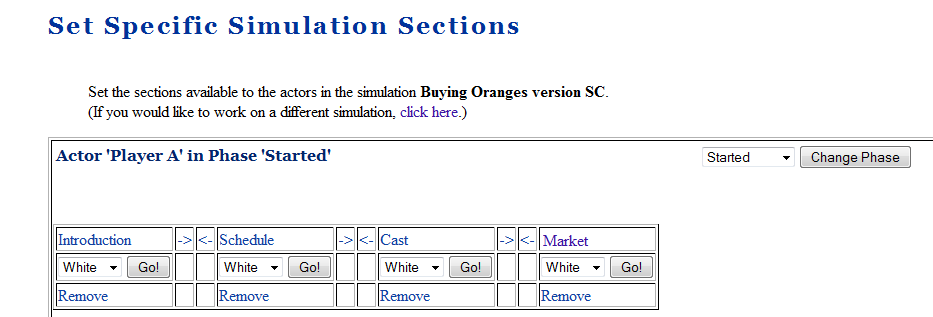 Set Specific Simulation Sections
Set the sections available to the actors in the simulation Buying Oranges version SC.
(If you would like to work on a different simulation, click here.)
Actor 'Player A' in Phase 'Started' Started Change Phase
Introduction -> <- Schedule -> <- Cast -> <- Market
White Go! White Go! White Go! White Go!
Remove Remove Remove Remove